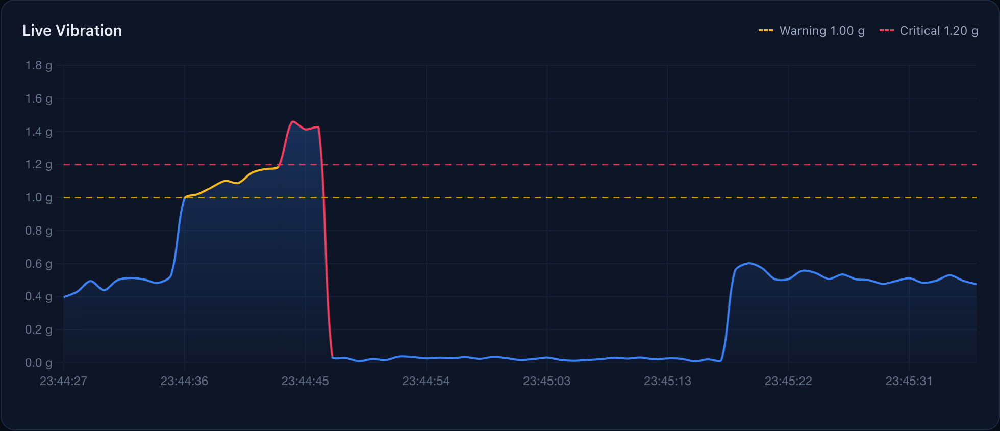 Live Vibration
Warning 1.00 g
Critical 1.20 g
1.8 g
1.6 g
1.4 g
1.2 g
1.0 g
0.8 g
0.6 g
0.4 g
0.2 g
0.0 g
23:44:27 23:44:36 23:44:45 23:44:54 23:45:03 23:45:13 23:45:22 23:45:31